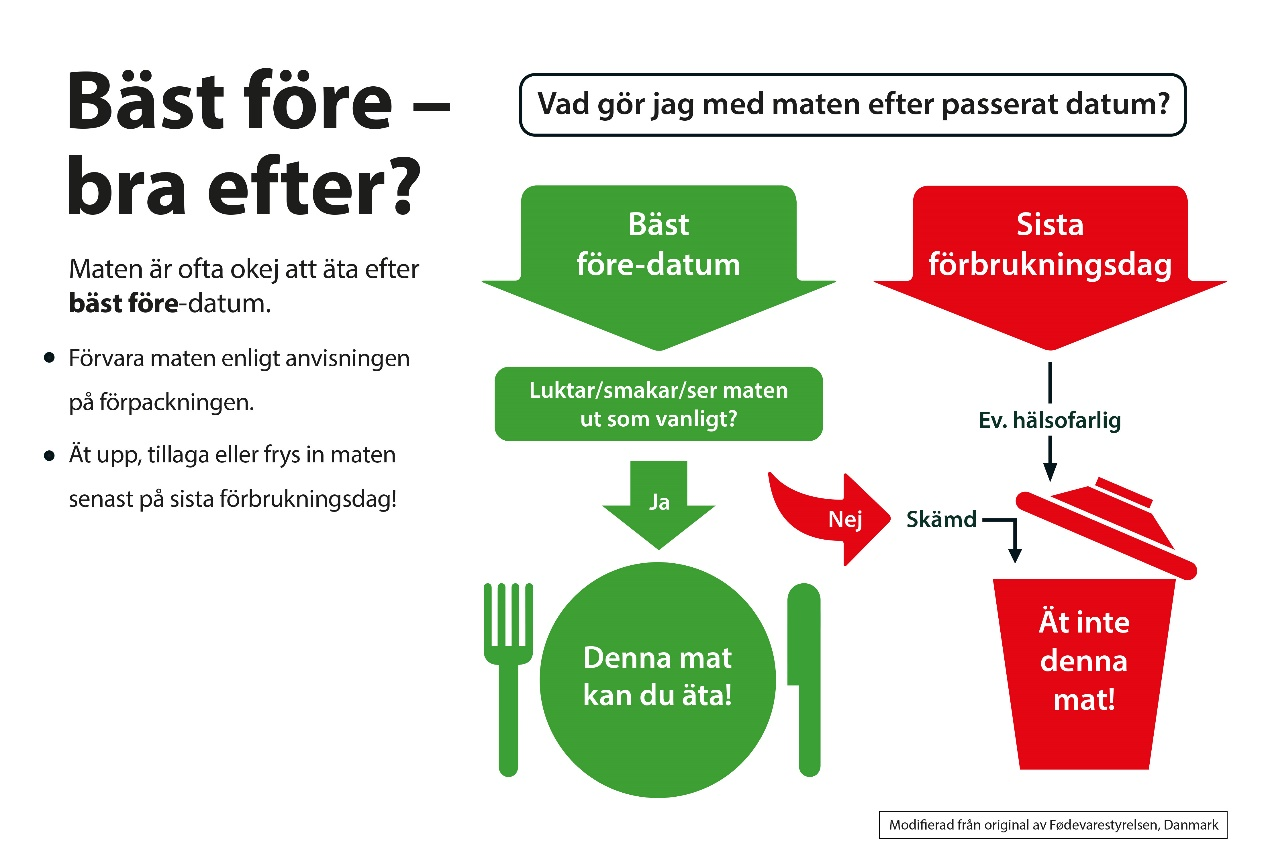 Bäst före –
bra efter?
Maten är ofta okej att äta efter
bäst före-datum.
Förvara maten enligt anvisningen
på förpackningen.
Ät upp, tillaga eller frys in maten
senast på sista förbrukningsdag!
Vad gör jag med maten efter passerat datum?
Bäst
före-datum
Sista
förbrukningsdag
Luktar/smakar/ser maten
ut som vanligt?
Ev. hälsofarlig
Ja
Nej
Skämd
Denna mat
kan du äta!
Ät inte
denna
mat!
Modifierad från original av Fødevarestyrelsen, Danmark